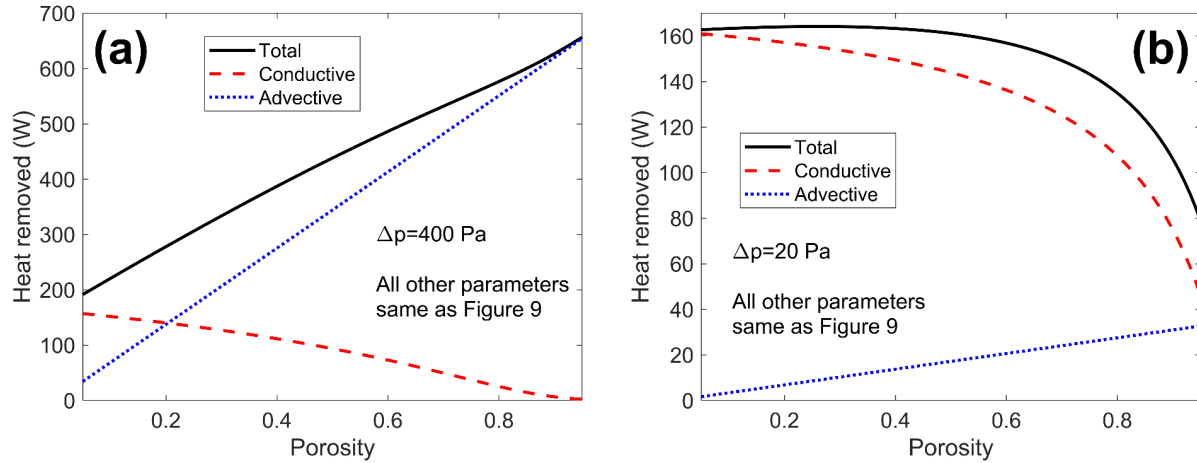 (a)
700
600
500
400
300
200
100
0
Heat removed (W)
Total
Conductive
Advective
Δp=400 Pa
All other parameters
same as Figure 9
0.2
0.4
0.6
0.8
Porosity
(b)
160
140
120
100
80
60
40
20
0
Heat removed (W)
Total
Conductive
Advective
Δp=20 Pa
All other parameters
same as Figure 9
0.2
0.4
0.6
0.8
Porosity